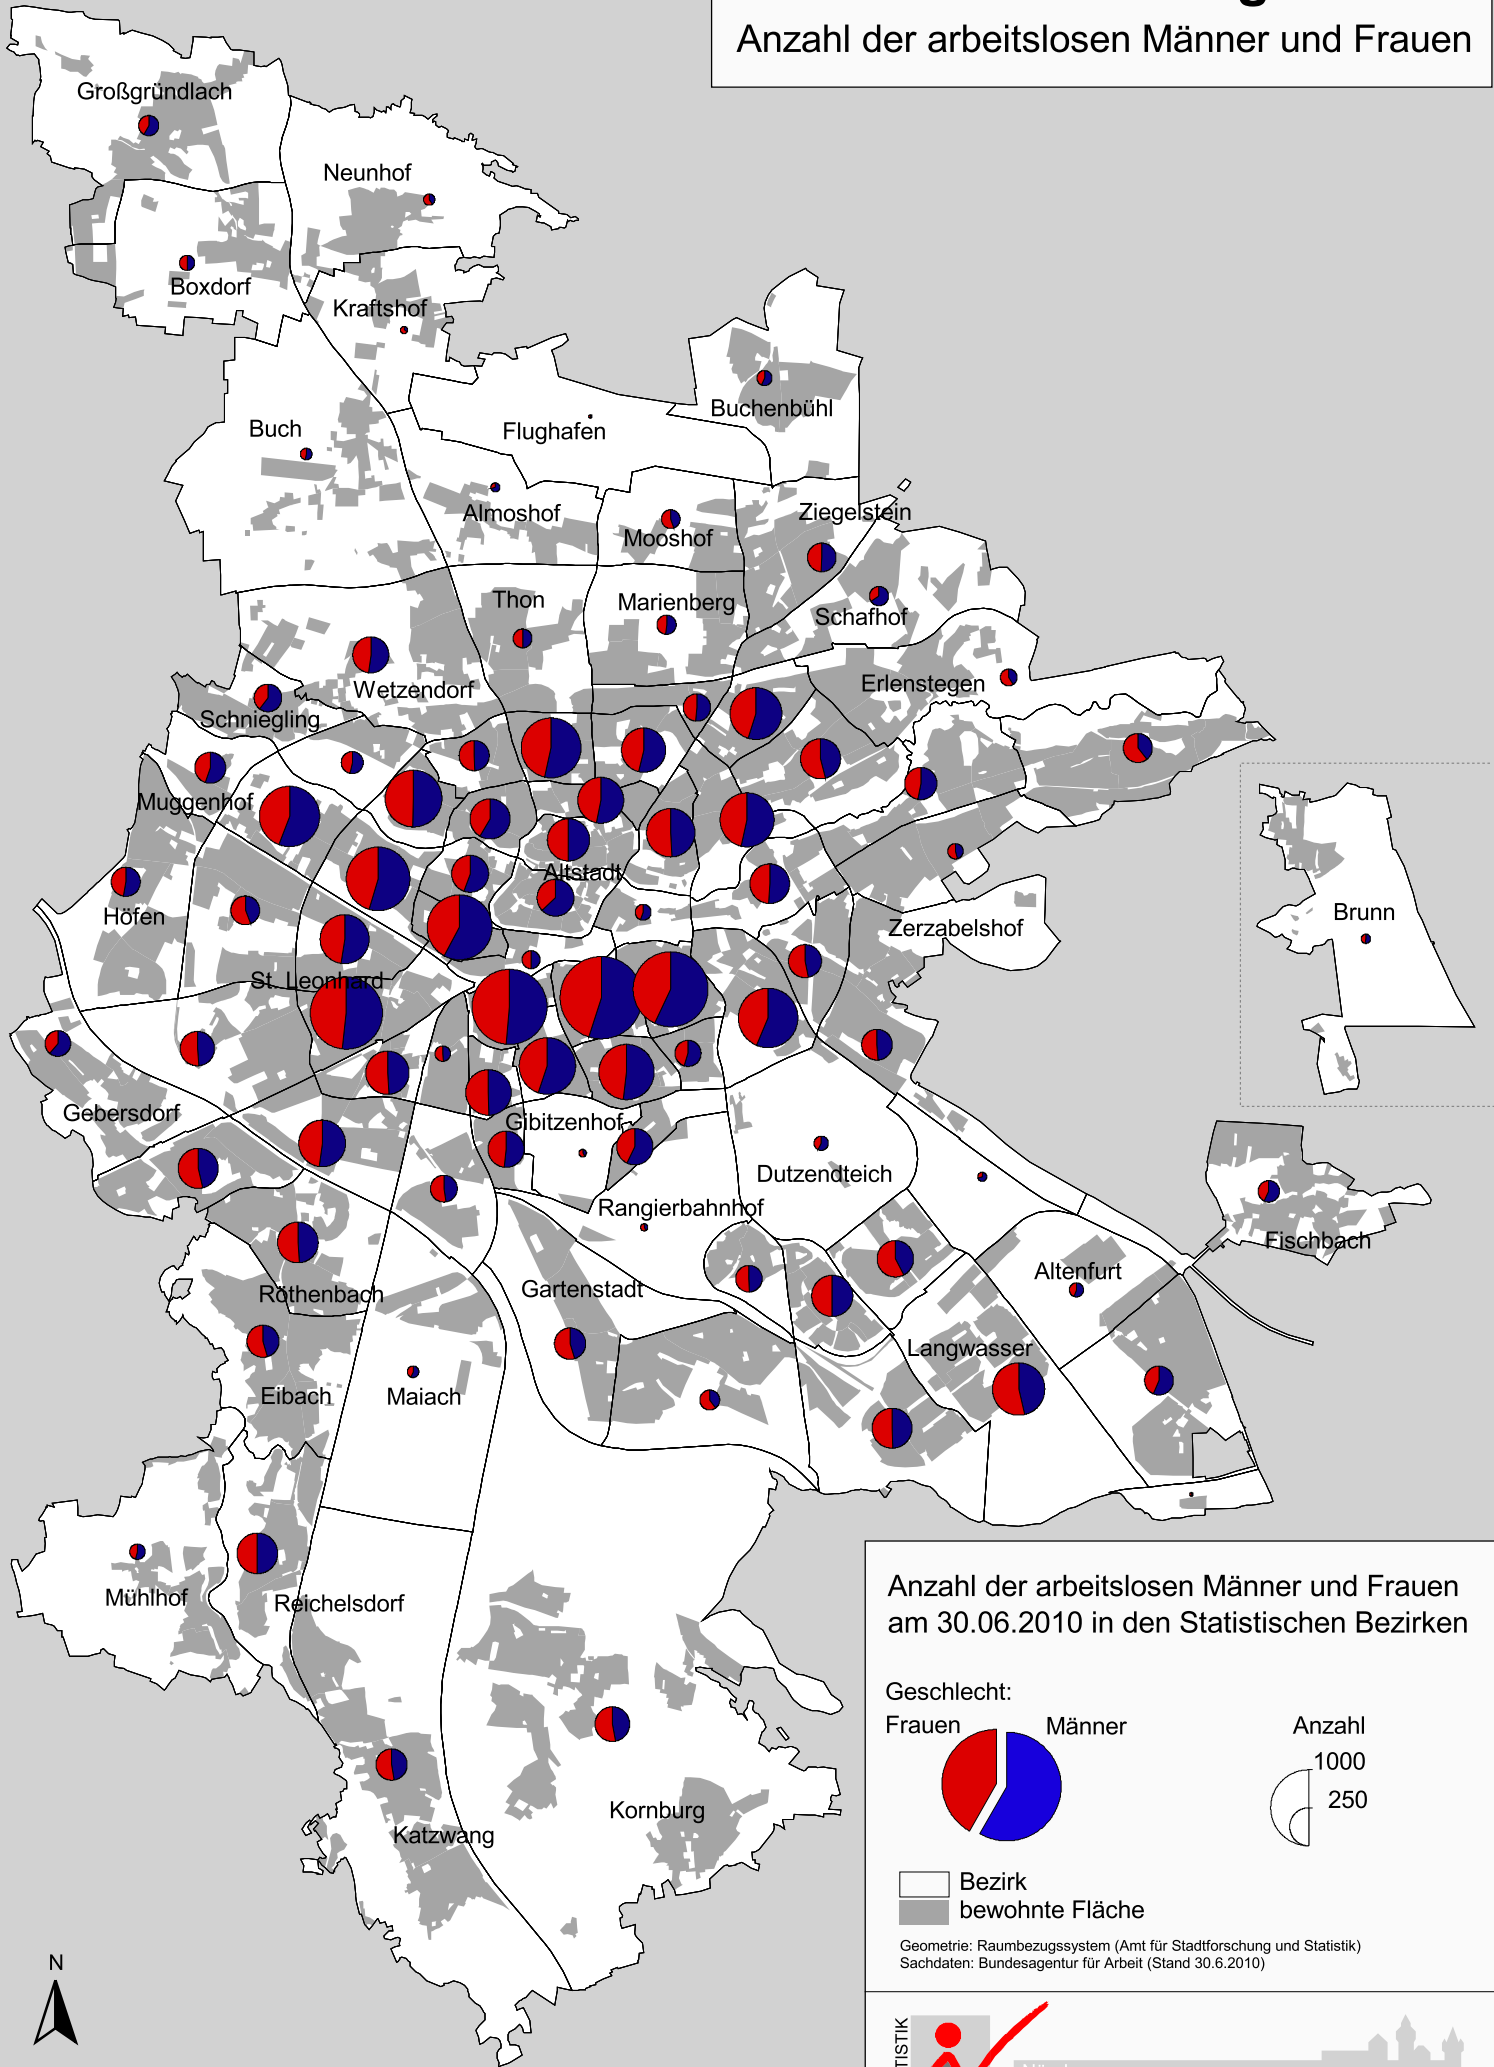 Anzahl der arbeitslosen Männer und Frauen
Großgründlach
Neunhof
Boxdorf
Kraftshof
Buchenbühl
Buch
Flughafen
Almoshof
Ziegelstein
Mooshof
Thon
Marienberg
Schafhof
Wetzendorf
Erlenstegen
Schniegling
Muggenhof
Altstadt
Höfen
Brunn
Zerzabelshof
St. Leonhard
Gebersdorf
Gibitzenhof
Dutzendteich
Rangierbahnhof
Fischbach
Altenfurt
Röthenbach
Gartenstadt
Langwasser
Eibach
Maiach
Mühlhof
Reichelsdorf
Kornburg
Katzwang
N
Anzahl der arbeitslosen Männer und Frauen
am 30.06.2010 in den Statistischen Bezirken
Geschlecht:
Frauen
Männer
Anzahl
1000
250
Bezirk
bewohnte Fläche
Geometrie: Raumbezugssystem (Amt für Stadtforschung und Statistik)
Sachdaten: Bundesagentur für Arbeit (Stand 30.6.2010)
TISTIK